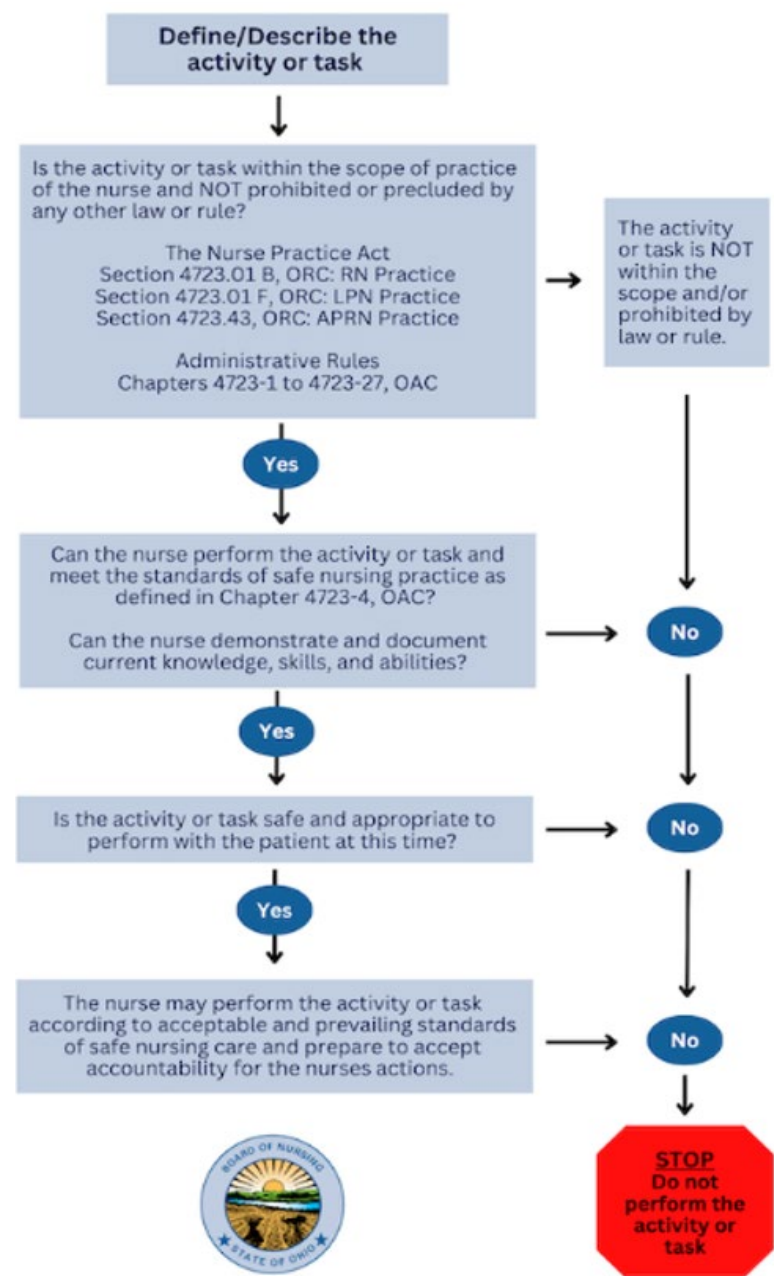 Define/Describe the
activity or task
Is the activity or task within the scope of practice
of the nurse and NOT prohibited or precluded by
any other law or rule?
The Nurse Practice Act
Section 4723.01 B, ORC: RN Practice
Section 4723.01 F, ORC: LPN Practice
Section 4723.43, ORC: APRN Practice
Administrative Rules
Chapters 4723-1 to 4723-27, OAC
The activity
or task is NOT
within the
scope and/or
prohibited by
law or rule.
Yes
Can the nurse perform the activity or task and
meet the standards of safe nursing practice as
defined in Chapter 4723-4, OAC?
Can the nurse demonstrate and document
current knowledge, skills, and abilities?
No
Yes
Is the activity or task safe and appropriate to
perform with the patient at this time?
No
Yes
The nurse may perform the activity or task
according to acceptable and prevailing standards
of safe nursing care and prepare to accept
accountability for the nurses actions.
No
BOARD OF NURSING
STATE OF OHIO
STOP
Do not
perform the
activity or
task